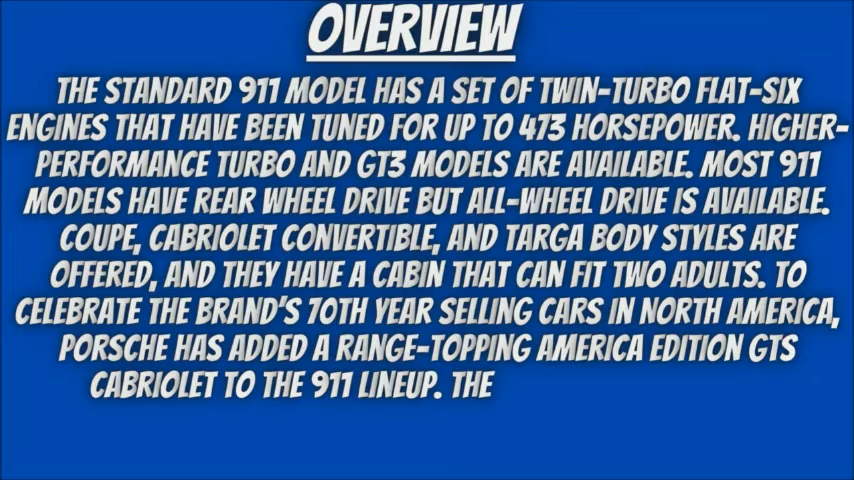 OVERVIEW
THE STANDARD 911 MODEL HAS A SET OF TWIN-TURBO FLAT-SIX
ENGINES THAT HAVE BEEN TUNED FOR UP TO 473 HORSEPOWER. HIGHER-
PERFORMANCE TURBO AND GT3 MODELS ARE AVAILABLE. MOST 911
MODELS HAVE REAR WHEEL DRIVE BUT ALL-WHEEL DRIVE IS AVAILABLE.
COUPE, CABRIOLET CONVERTIBLE, AND TARGA BODY STYLES ARE
OFFERED, AND THEY HAVE A CABIN THAT CAN FIT TWO ADULTS. TO
CELEBRATE THE BRAND'S 70TH YEAR SELLING CARS IN NORTH AMERICA,
PORSCHE HAS ADDED A RANGE-TOPPING AMERICA EDITION GTS
CABRIOLET TO THE 911 LINEUP. THE